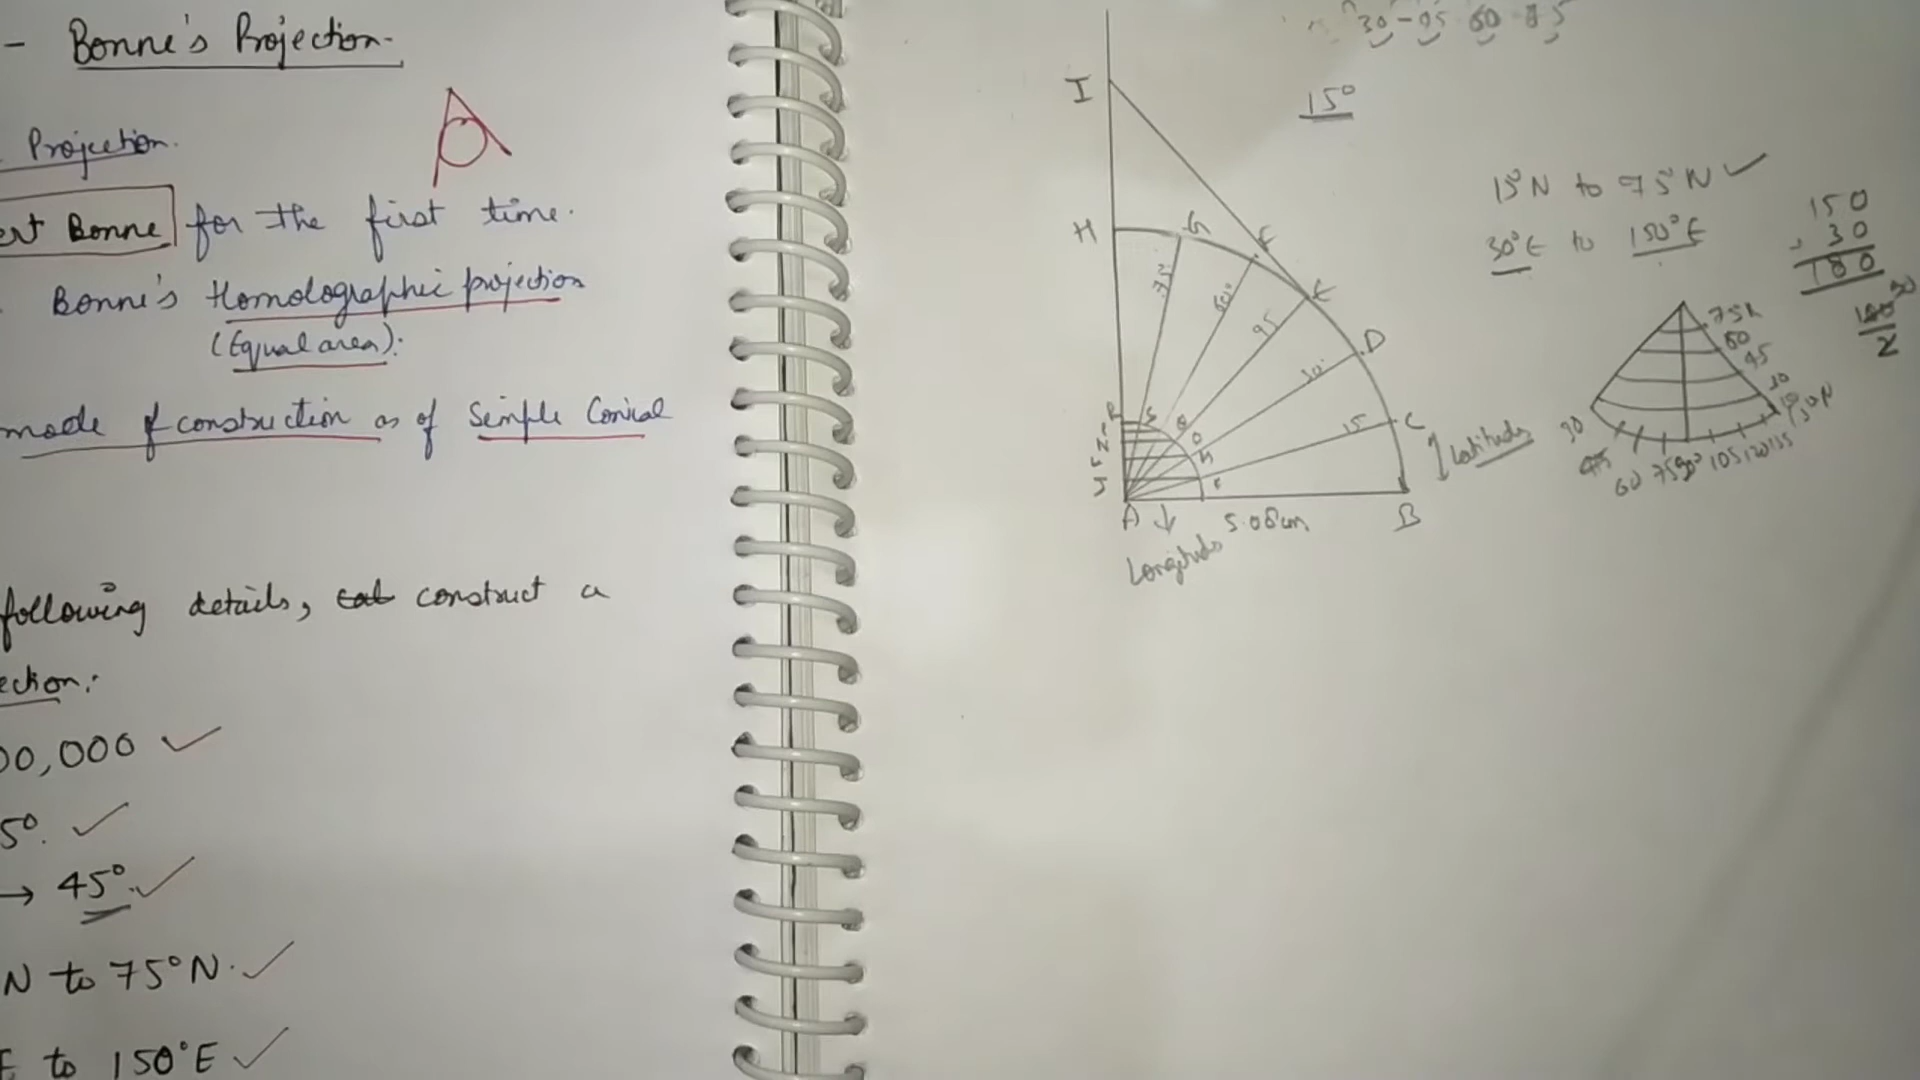 - Bonne's Projection-
Projection.
ert Bonne for the first time.
Bonne's Homolographic projection
(Equal area).
mode of construction as of Simple Conical
following details, construct a
ection:
00,000 ✓
5°. ✓
→ 45°. ✓
N to 75°N. ✓
E to 150°E ✓
15°
I
H G F E D C
75 60° 45 30° 15
A 5.08cm B
Longitude
Latitudes
15°N to 75°N ✓
30°E to 150°E
150
30
180
2
75N
60
45
30
30
60 75 90° 105 120 135
150N